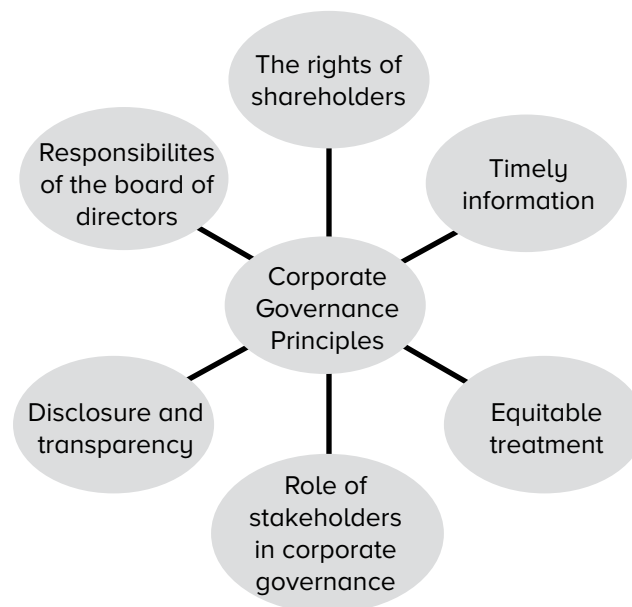 The rights of
shareholders
Responsibilites
of the board of
directors
Timely
information
Corporate
Governance
Principles
Disclosure and
transparency
Equitable
treatment
Role of
stakeholders
in corporate
governance